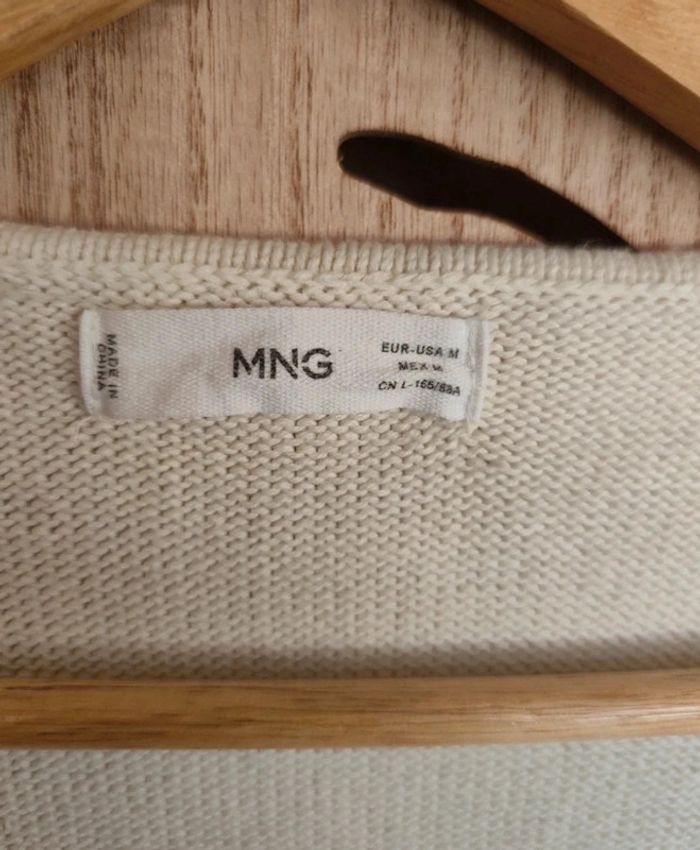 MADE IN
CHINA
MNG
EUR-USA M
MEX M
CN L-165/88A